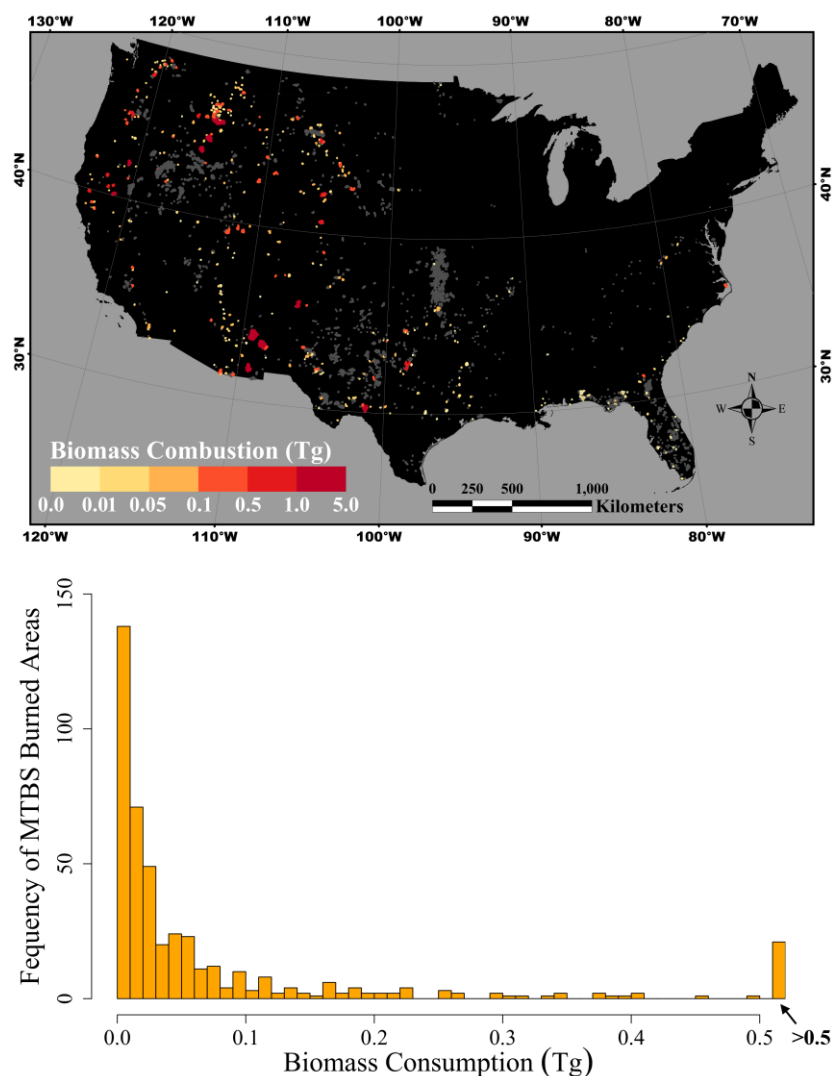 130°W 120°W 110°W 100°W 90°W 80°W 70°W
40°N 40°N
30°N 30°N
N
W E
S
Biomass Combustion (Tg)
0.0 0.01 0.05 0.1 0.5 1.0 5.0
0 250 500 1,000
Kilometers
120°W 110°W 100°W 90°W 80°W
Fequency of MTBS Burned Areas
150
100
50
0
0.0 0.1 0.2 0.3 0.4 0.5 >0.5
Biomass Consumption (Tg)